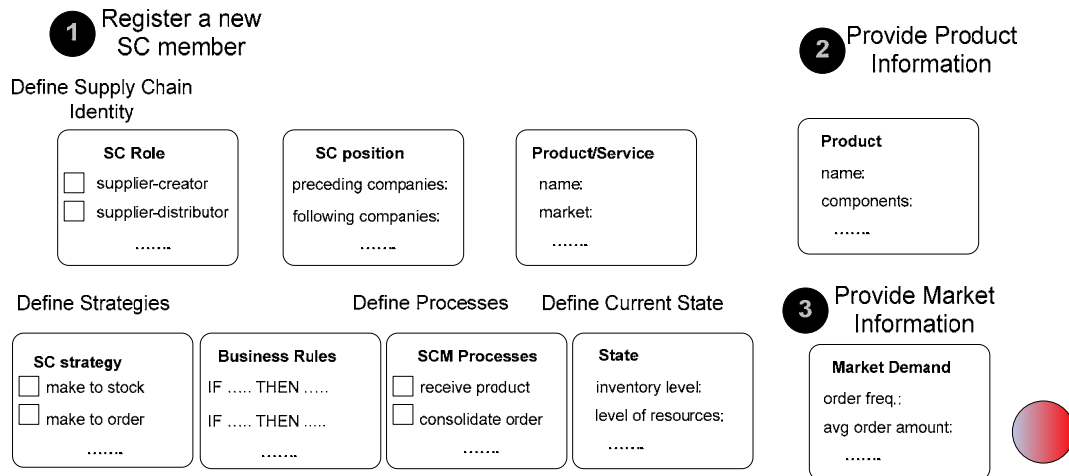 1
Register a new
SC member
Define Supply Chain
Identity
SC Role
supplier-creator
supplier-distributor
.......
SC position
preceding companies:
following companies:
.......
Product/Service
name:
market:
.......
Define Strategies
SC strategy
make to stock
make to order
.......
Business Rules
IF ..... THEN .....
IF ..... THEN .....
.......
Define Processes
SCM Processes
receive product
consolidate order
.......
Define Current State
State
inventory level:
level of resources:
.......
2
Provide Product
Information
Product
name:
components:
.......
3
Provide Market
Information
Market Demand
order freq.:
avg order amount:
.......